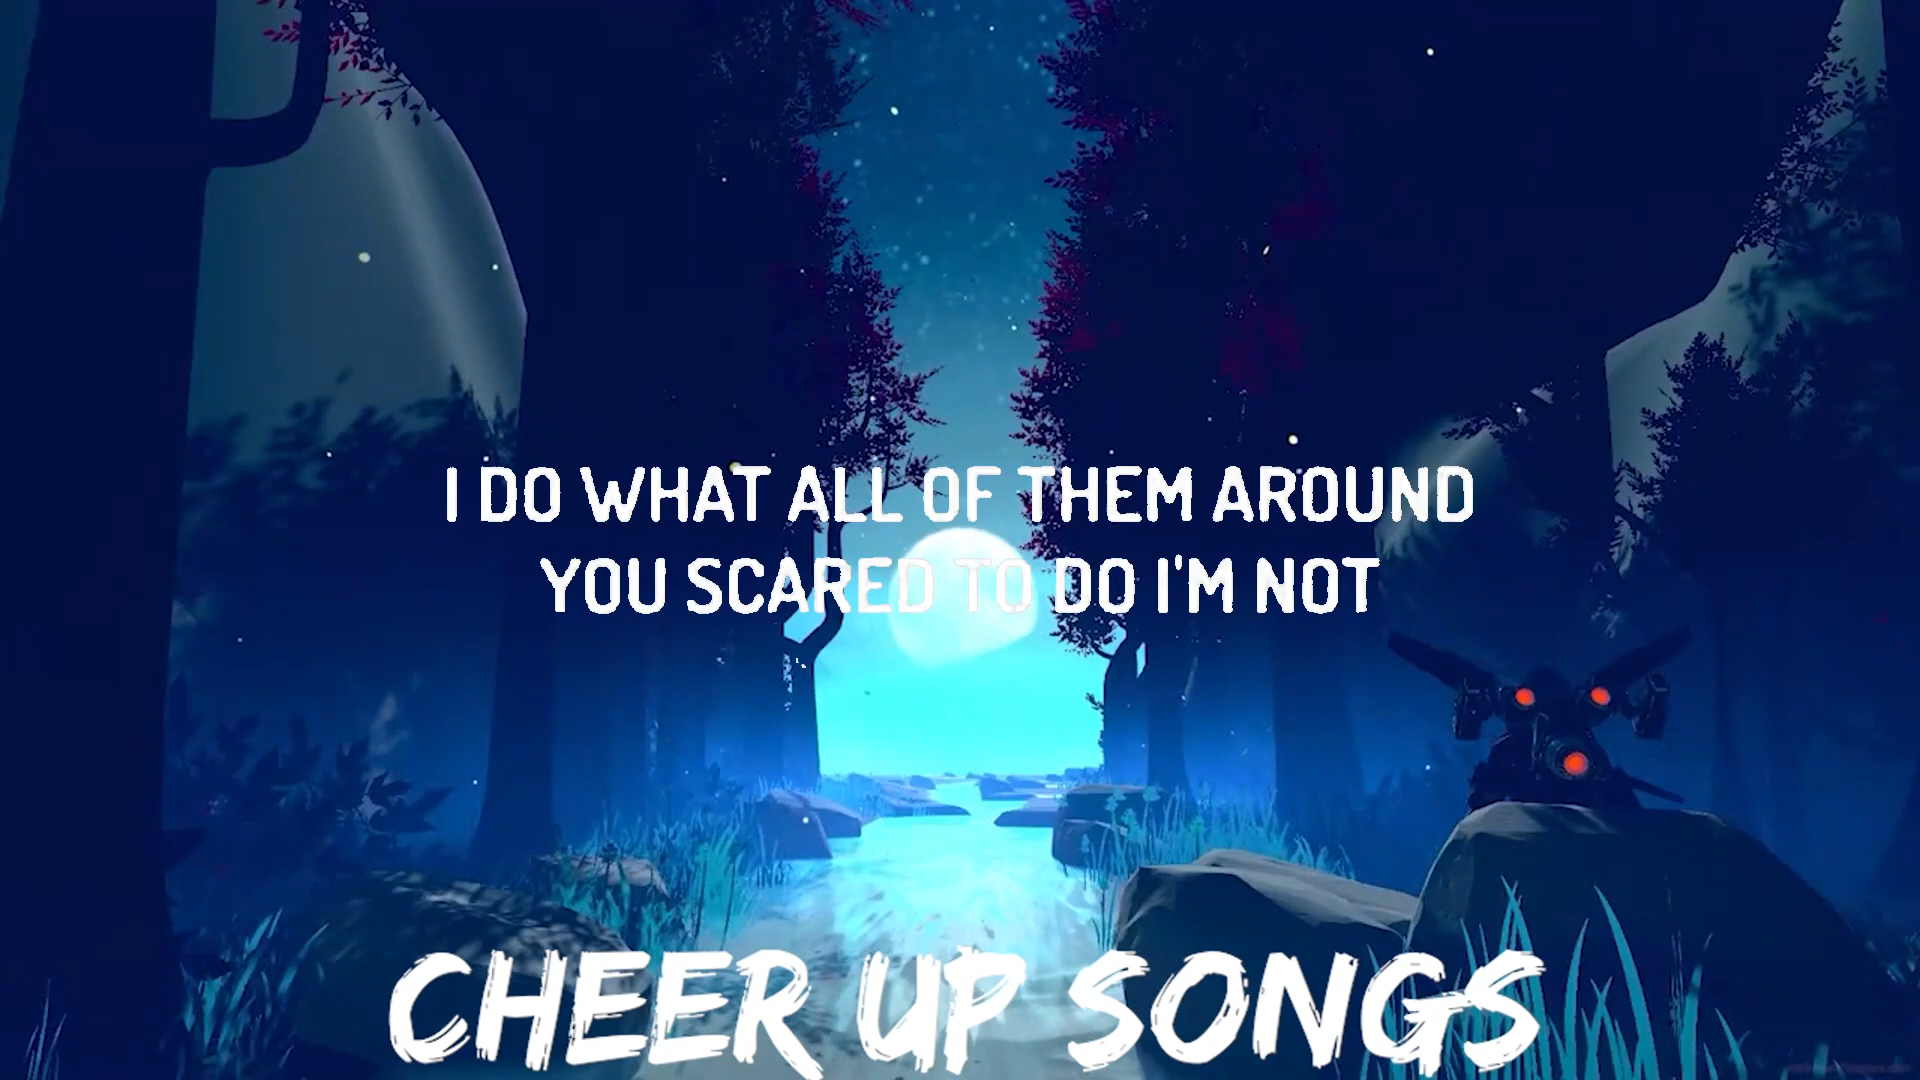 I DO WHAT ALL OF THEM AROUND
YOU SCARED TO DO I'M NOT
CHEER UP SONGS